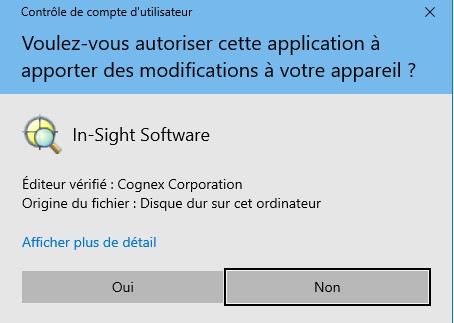 Contrôle de compte d'utilisateur
Voulez-vous autoriser cette application à
apporter des modifications à votre appareil ?
In-Sight Software
Éditeur vérifié : Cognex Corporation
Origine du fichier : Disque dur sur cet ordinateur
Afficher plus de détail
Oui
Non